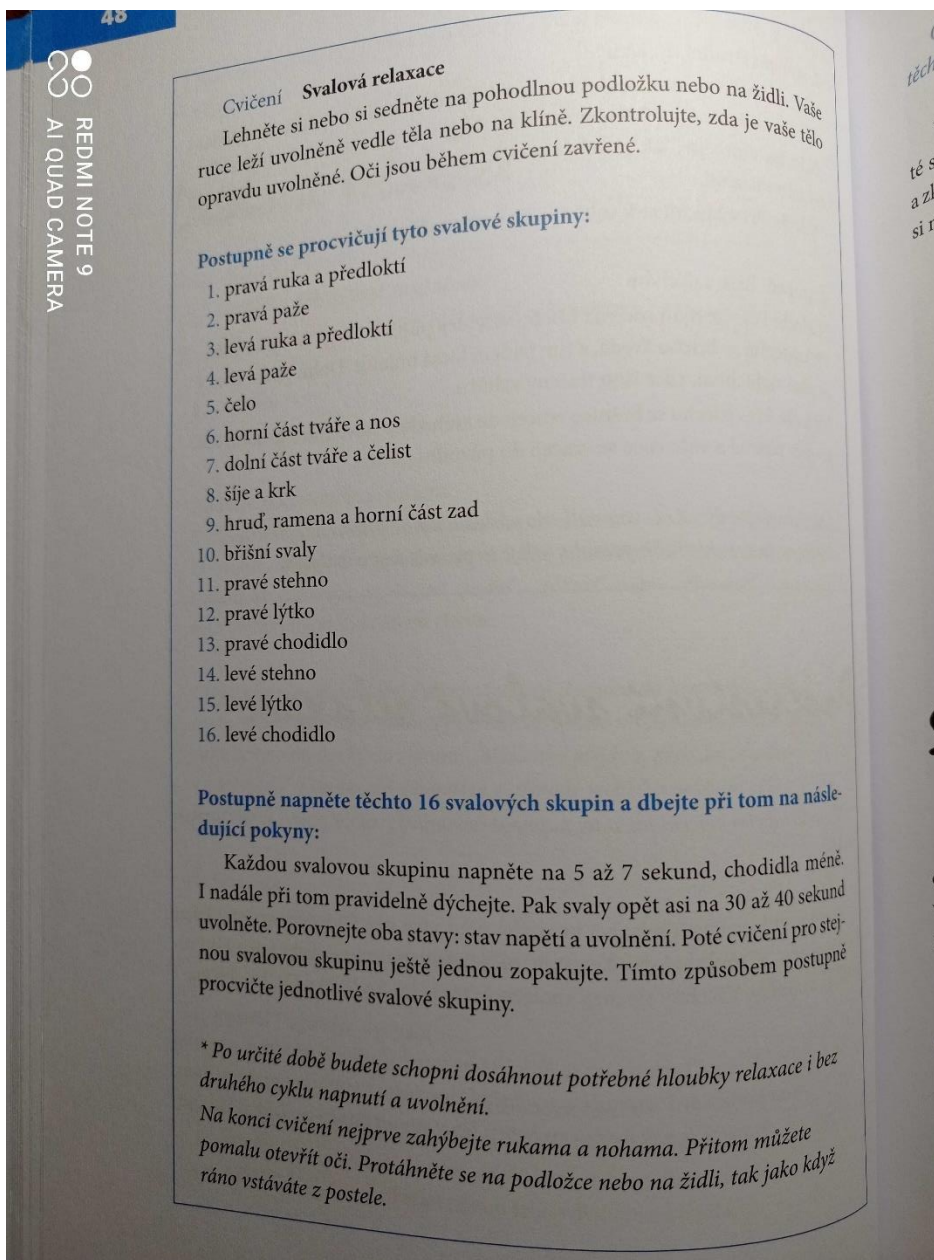 48
REDMI NOTE 9
AI QUAD CAMERA
Cvičení Svalová relaxace
Lehněte si nebo si sedněte na pohodlnou podložku nebo na židli. Vaše
ruce leží uvolněně vedle těla nebo na klíně. Zkontrolujte, zda je vaše tělo
opravdu uvolněné. Oči jsou během cvičení zavřené.
Postupně se procvičují tyto svalové skupiny:
1. pravá ruka a předloktí
2. pravá paže
3. levá ruka a předloktí
4. levá paže
5. čelo
6. horní část tváře a nos
7. dolní část tváře a čelist
8. šíje a krk
9. hruď, ramena a horní část zad
10. břišní svaly
11. pravé stehno
12. pravé lýtko
13. pravé chodidlo
14. levé stehno
15. levé lýtko
16. levé chodidlo
Postupně napněte těchto 16 svalových skupin a dbejte při tom na násle-
dující pokyny:
Každou svalovou skupinu napněte na 5 až 7 sekund, chodidla méně.
I nadále při tom pravidelně dýchejte. Pak svaly opět asi na 30 až 40 sekund
uvolněte. Porovnejte oba stavy: stav napětí a uvolnění. Poté cvičení pro stej-
nou svalovou skupinu ještě jednou zopakujte. Tímto způsobem postupně
procvičte jednotlivé svalové skupiny.
* Po určité době budete schopni dosáhnout potřebné hloubky relaxace i bez
druhého cyklu napnutí a uvolnění.
Na konci cvičení nejprve zahýbejte rukama a nohama. Přitom můžete
pomalu otevřít oči. Protáhněte se na podložce nebo na židli, tak jako když
ráno vstáváte z postele.
těch
té s
a zk
si n